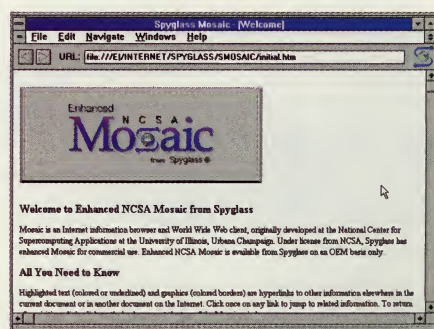 Spyglass Mosaic - [Welcome]
File Edit Navigate Windows Help
URL: file:///E|/INTERNET/SPYGLASS/SMOSAIC/initial.htm
Enhanced
NCSA
Mosaic
from Spyglass
Welcome to Enhanced NCSA Mosaic from Spyglass
Mosaic is an Internet information browser and World Wide Web client, originally developed at the National Center for
Supercomputing Applications at the University of Illinois, Urbana Champaign. Under license from NCSA, Spyglass has
enhanced Mosaic for commercial use. Enhanced NCSA Mosaic is available from Spyglass on an OEM basis only.
All You Need to Know
Highlighted text (colored or underlined) and graphics (colored borders) are hyperlinks to other information elsewhere in the
current document or in another document on the Internet. Click once on any link to jump to related information. To return